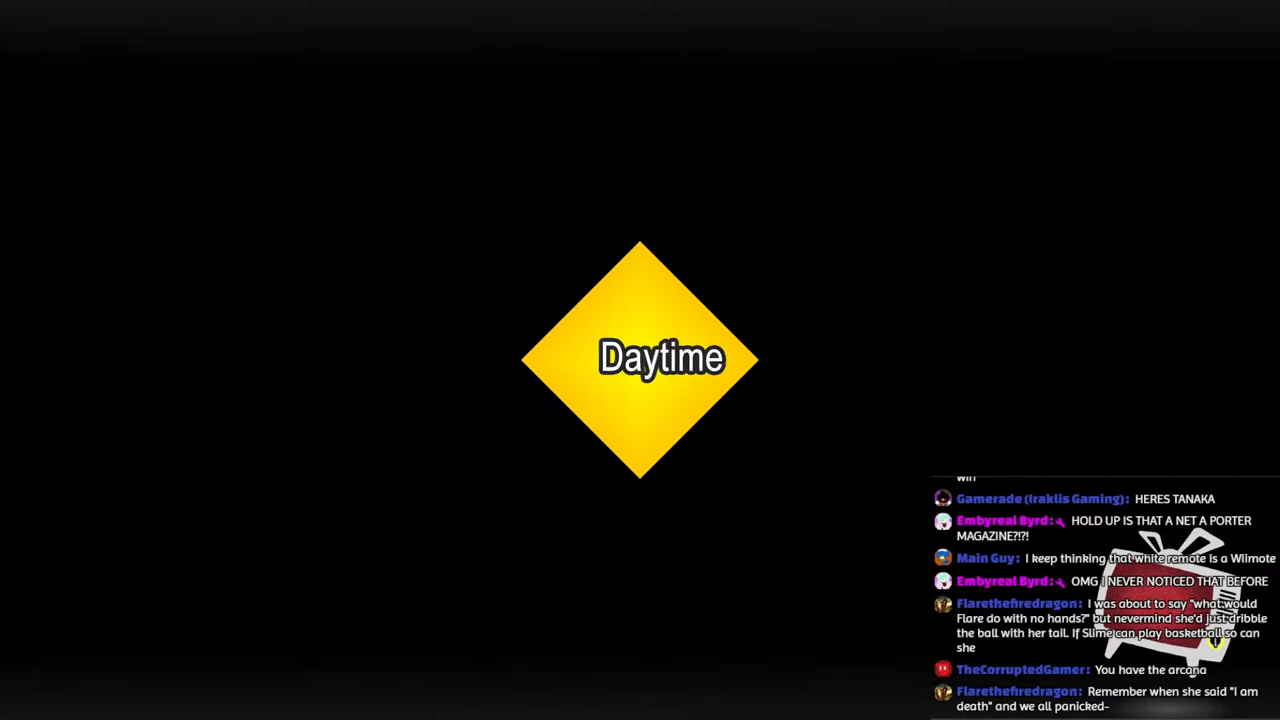 Daytime
win
Gamerade (Iraklis Gaming): HERES TANAKA
Embyreal Byrd: HOLD UP IS THAT A NET A PORTER
MAGAZINE?!?!
Main Guy: I keep thinking that white remote is a Wiimote
Embyreal Byrd: OMG I NEVER NOTICED THAT BEFORE
Flarethefiredragon: I was about to say "what would
Flare do with no hands?" but nevermind she'd just dribble
the ball with her tail. If Slime can play basketball so can
she
TheCorruptedGamer: You have the arcana
Flarethefiredragon: Remember when she said "I am
death" and we all panicked-